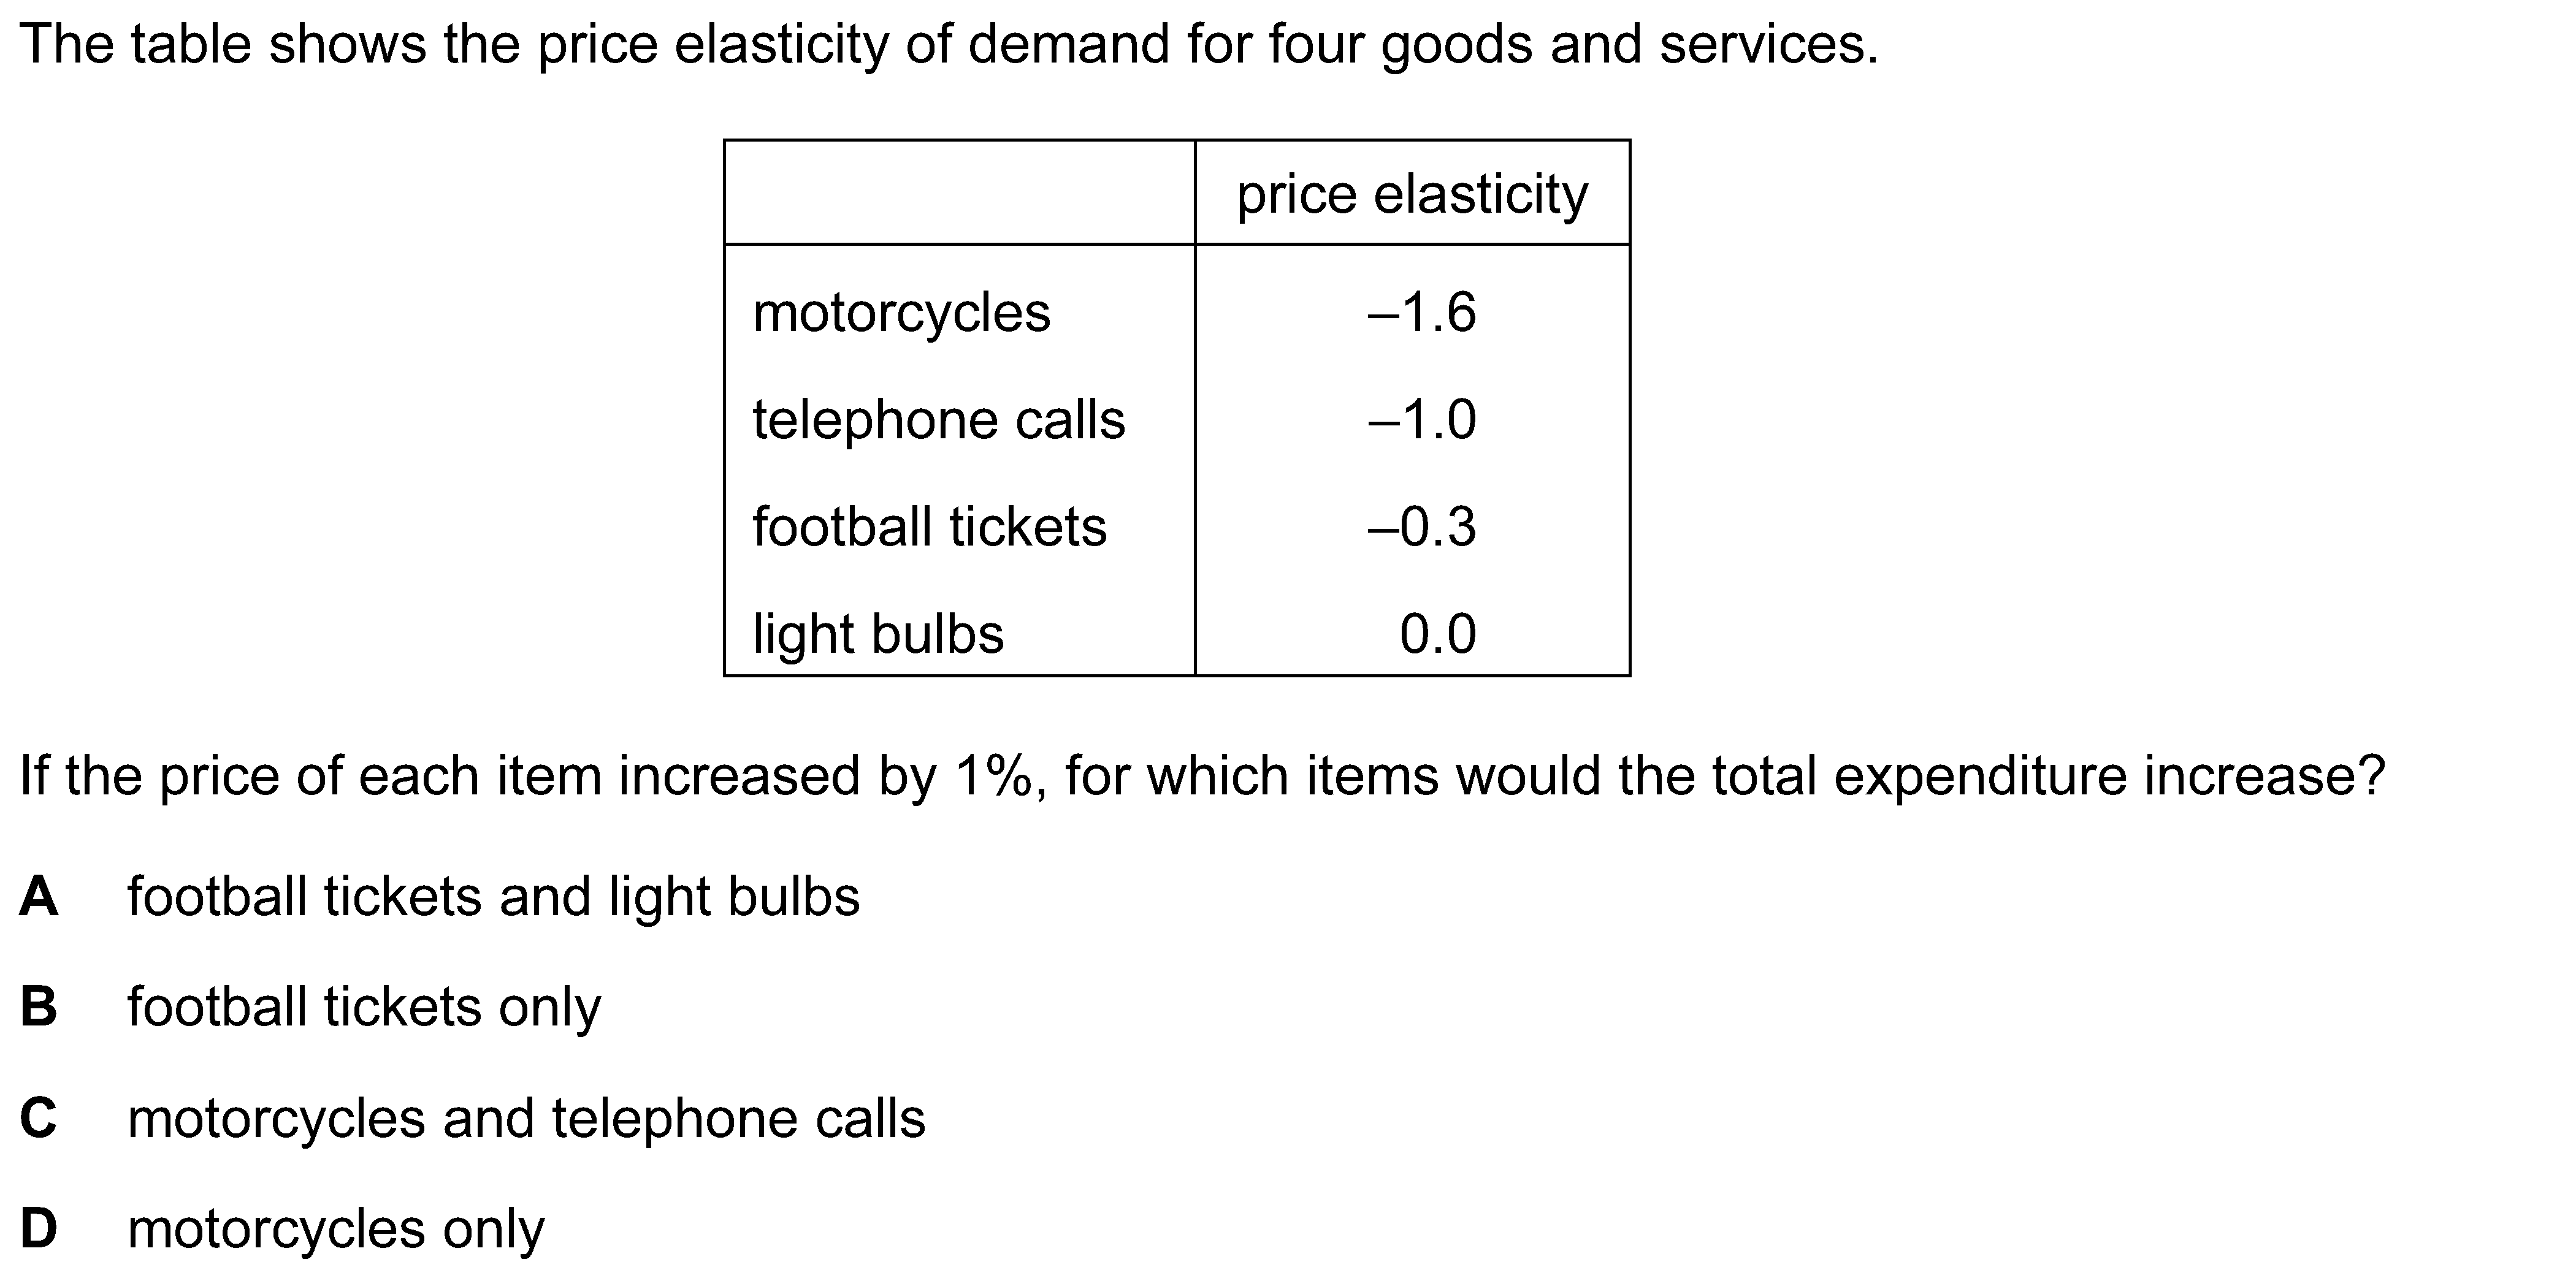 The table shows the price elasticity of demand for four goods and services.
price elasticity
motorcycles –1.6
telephone calls –1.0
football tickets –0.3
light bulbs 0.0
If the price of each item increased by 1%, for which items would the total expenditure increase?
A football tickets and light bulbs
B football tickets only
C motorcycles and telephone calls
D motorcycles only